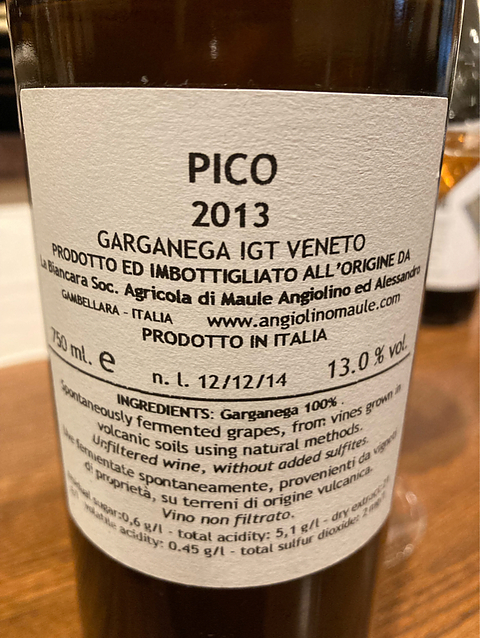 PICO
2013
GARGANEGA IGT VENETO
PRODOTTO ED IMBOTTIGLIATO ALL'ORIGINE DA
La Biancara Soc. Agricola di Maule Angiolino ed Alessandro
GAMBELLARA - ITALIA www.angiolinomaule.com
PRODOTTO IN ITALIA
750 ml. e n. l. 12/12/14 13.0 % vol.
INGREDIENTS: Garganega 100%.
Spontaneously fermented grapes, from vines grown in
volcanic soils using natural methods.
Unfiltered wine, without added sulfites.
fermentate spontaneamente, provenienti da vigneti
di proprietà, su terreni di origine vulcanica.
Vino non filtrato.
sugar:0,6 g/l - total acidity: 5,1 g/l - dry extract:
volatile acidity: 0.45 g/l - total sulfur dioxide: 2 mg/l